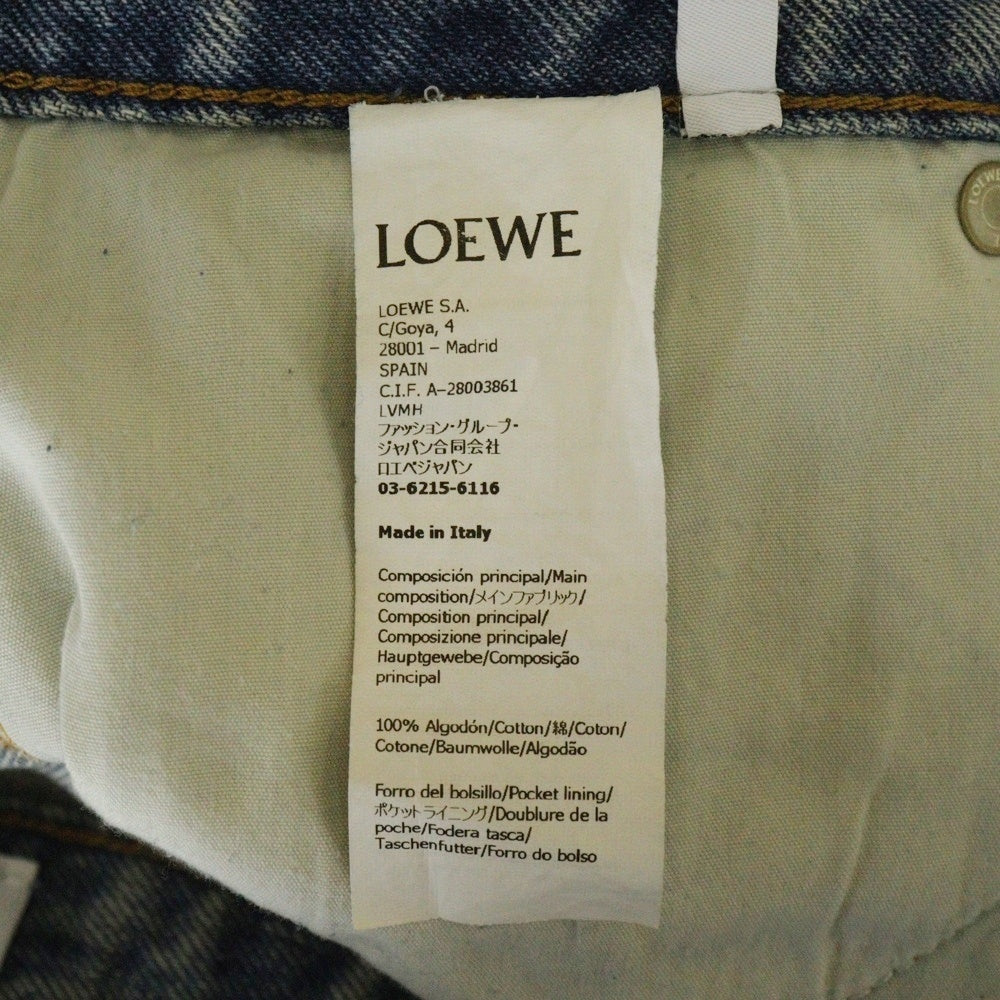 LOEWE
LOEWE S.A.
C/Goya, 4
28001 – Madrid
SPAIN
C.I.F. A–28003861
LVMH
ファッション・グループ・
ジャパン合同会社
ロエベジャパン
03-6215-6116
Made in Italy
Composición principal/Main
composition/メインファブリック/
Composition principal/
Composizione principale/
Hauptgewebe/Composição
principal
100% Algodón/Cotton/綿/Coton/
Cotone/Baumwolle/Algodão
Forro del bolsillo/Pocket lining/
ポケットライニング/Doublure de la
poche/Fodera tasca/
Taschenfutter/Forro do bolso
LOEWE